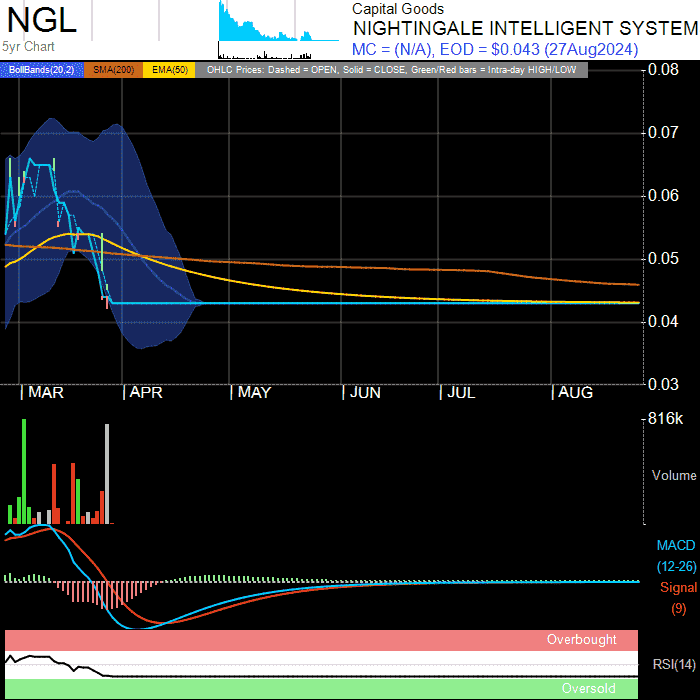 NGL
5yr Chart
Capital Goods
NIGHTINGALE INTELLIGENT SYSTEM
MC = (N/A), EOD = $0.043 (27Aug2024)
BollBands(20,2) SMA(200) EMA(50) OHLC Prices: Dashed = OPEN, Solid = CLOSE, Green/Red bars = Intra-day HIGH/LOW
0.08
0.07
0.06
0.05
0.04
0.03
MAR APR MAY JUN JUL AUG
816k
Volume
MACD
(12-26)
Signal
(9)
Overbought
RSI(14)
Oversold